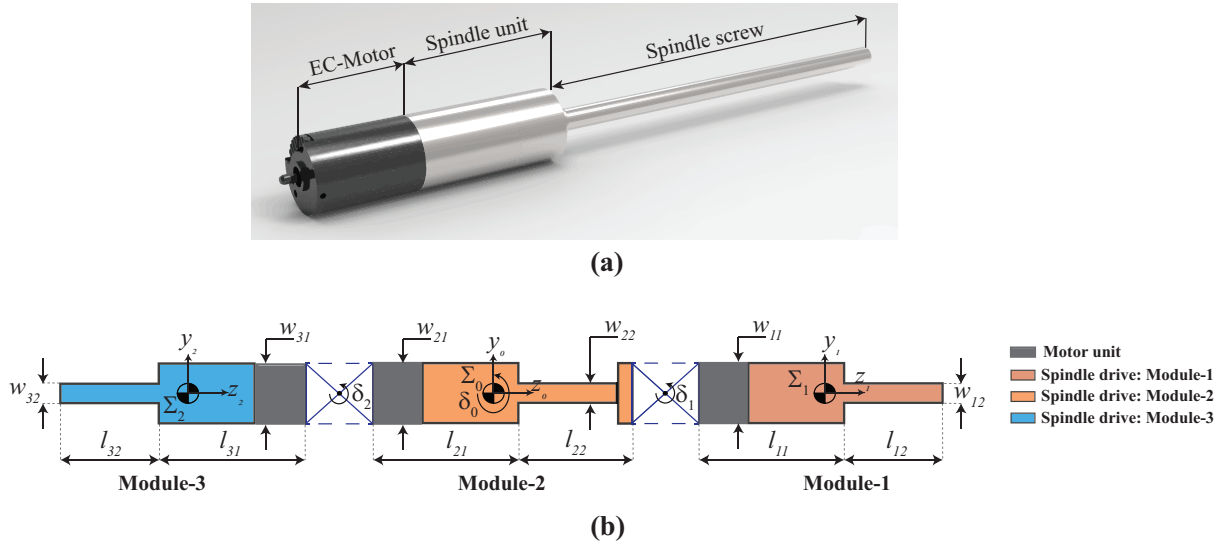 EC-Motor
Spindle unit
Spindle screw
(a)
w₃₂
w₃₁
w₂₁
w₂₂
w₁₁
w₁₂
y₂
z₂
Σ₂
δ₂
y₀
z₀
Σ₀
δ₀
δ₁
y₁
z₁
Σ₁
l₃₂
l₃₁
l₂₁
l₂₂
l₁₁
l₁₂
Module-3
Module-2
Module-1
Motor unit
Spindle drive: Module-1
Spindle drive: Module-2
Spindle drive: Module-3
(b)